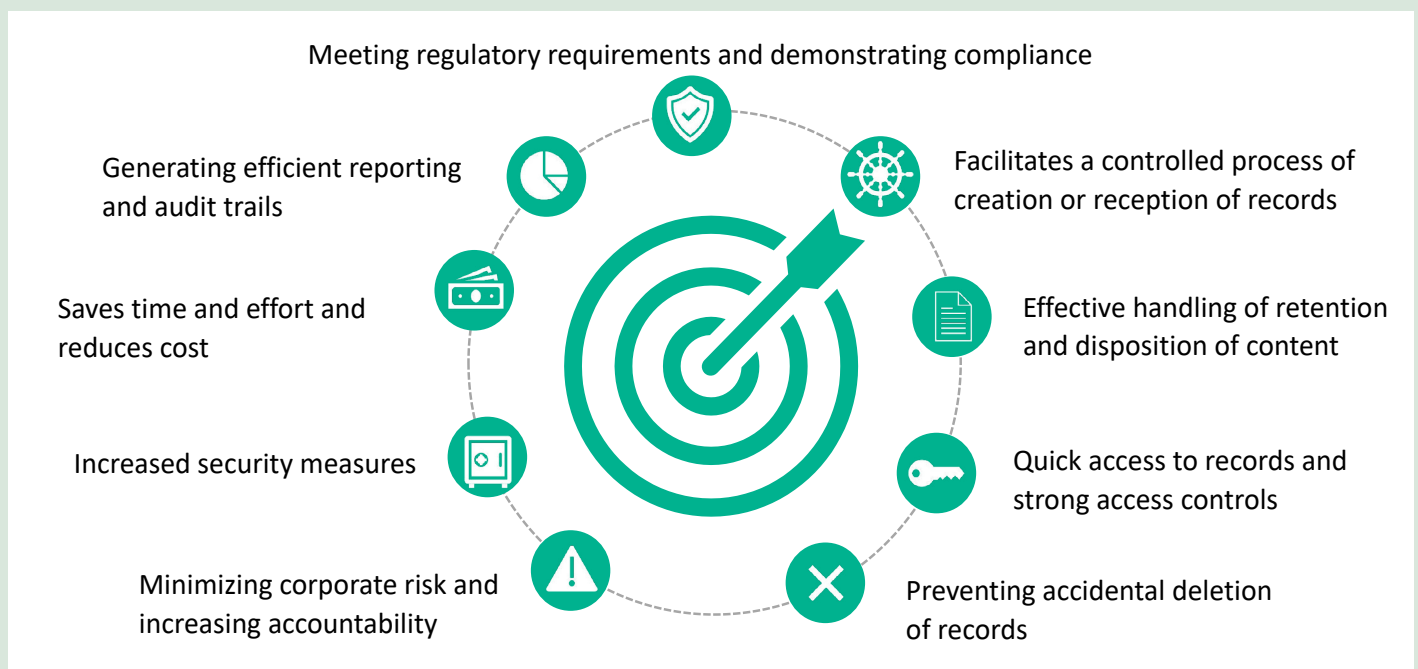 Meeting regulatory requirements and demonstrating compliance
Facilitates a controlled process of
creation or reception of records
Effective handling of retention
and disposition of content
Quick access to records and
strong access controls
Preventing accidental deletion
of records
Minimizing corporate risk and
increasing accountability
Increased security measures
Saves time and effort and
reduces cost
Generating efficient reporting
and audit trails